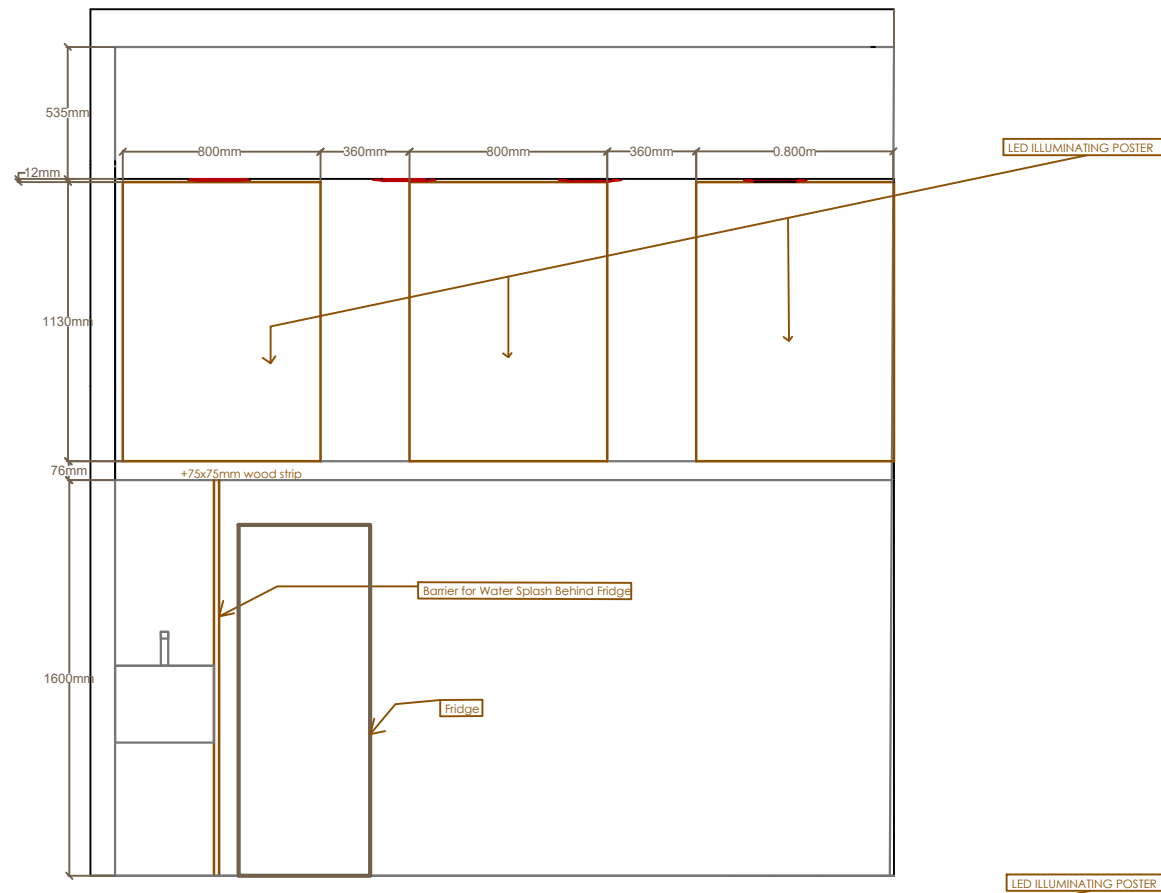 535mm
800mm
360mm
800mm
360mm
0.800m
LED ILLUMINATING POSTER
12mm
1130mm
76mm
+75x75mm wood strip
Barrier for Water Splash Behind Fridge
1600mm
Fridge
LED ILLUMINATING POSTER